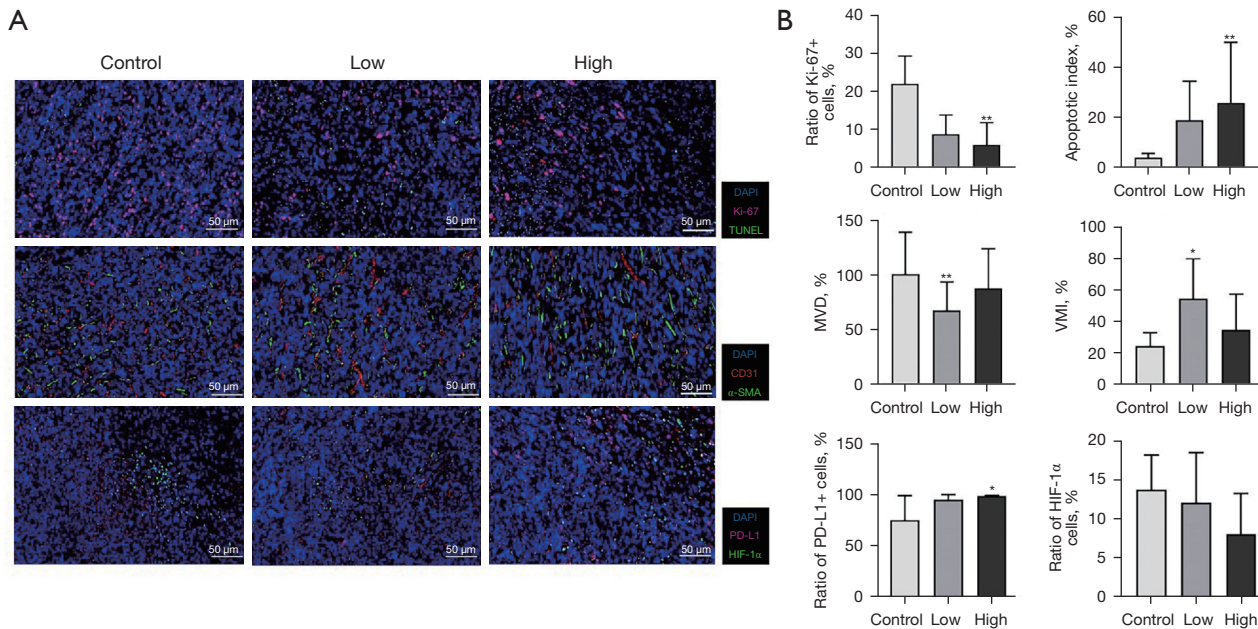 A
Control
Low
High
50 µm
50 µm
50 µm
DAPI
Ki-67
TUNEL
50 µm
50 µm
50 µm
DAPI
CD31
α-SMA
50 µm
50 µm
50 µm
DAPI
PD-L1
HIF-1α
B
Ratio of Ki-67+
cells, %
40
30
20
10
0
**
Control
Low
High
Apoptotic index, %
60
40
20
0
**
Control
Low
High
MVD, %
150
100
50
0
**
Control
Low
High
VMI, %
100
80
60
40
20
0
*
Control
Low
High
Ratio of PD-L1+ cells, %
150
100
50
0
*
Control
Low
High
Ratio of HIF-1α
cells, %
20
15
10
5
0
Control
Low
High